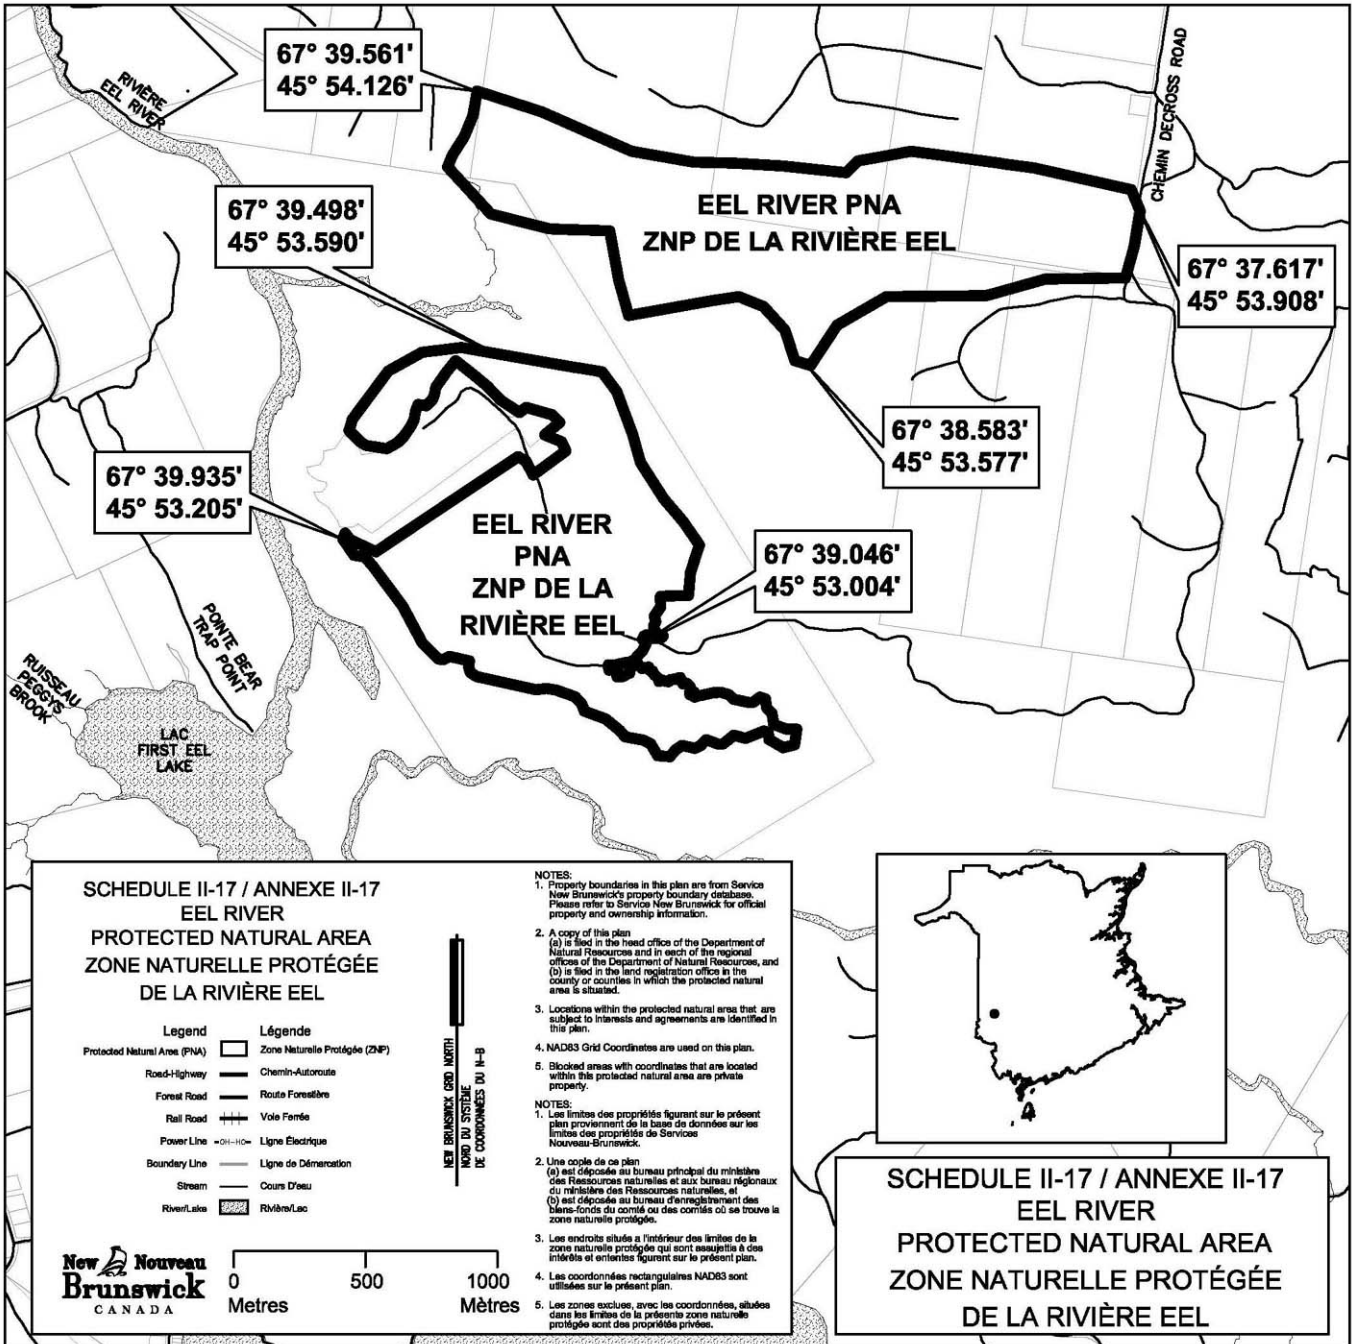 67° 39.561'
45° 54.126'
RIVIÈRE
EEL RIVER
CHEMIN DECROSS ROAD
67° 39.498'
45° 53.590'
EEL RIVER PNA
ZNP DE LA RIVIÈRE EEL
67° 37.617'
45° 53.908'
67° 38.583'
45° 53.577'
67° 39.935'
45° 53.205'
EEL RIVER
PNA
ZNP DE LA
RIVIÈRE EEL
67° 39.046'
45° 53.004'
POINTE BEAR
TRAP POINT
RUISSEAU
PEGGYS
BROOK
LAC
FIRST EEL
LAKE
SCHEDULE II-17 / ANNEXE II-17
EEL RIVER
PROTECTED NATURAL AREA
ZONE NATURELLE PROTÉGÉE
DE LA RIVIÈRE EEL
Legend Légende
Protected Natural Area (PNA) Zone Naturelle Protégée (ZNP)
Road-Highway Chemin-Autoroute
Forest Road Route Forestière
Rail Road Voie Ferrée
Power Line OH-HO Ligne Électrique
Boundary Line Ligne de Démarcation
Stream Cours D'eau
River/Lake Rivière/Lac
NEW BRUNSWICK GRID NORTH
NORD DU SYSTÈME
DE COORDONNÉES DU N-B
New Nouveau
Brunswick
CANADA
0 500 1000
Metres Mètres
NOTES:
1. Property boundaries in this plan are from Service
New Brunswick's property boundary database.
Please refer to Service New Brunswick for official
property and ownership information.
2. A copy of this plan
(a) is filed in the head office of the Department of
Natural Resources and in each of the regional
offices of the Department of Natural Resources, and
(b) is filed in the land registration office in the
county or counties in which the protected natural
area is situated.
3. Locations within the protected natural area that are
subject to interests and agreements are identified in
this plan.
4. NAD83 Grid Coordinates are used on this plan.
5. Blocked areas with coordinates that are located
within this protected natural area are private
property.
NOTES:
1. Les limites des propriétés figurant sur le présent
plan proviennent de la base de données sur les
limites des propriétés de Services
Nouveau-Brunswick.
2. Une copie de ce plan
(a) est déposée au bureau principal du ministère
des Ressources naturelles et aux bureau régionaux
du ministère des Ressources naturelles, et
(b) est déposée au bureau d'enregistrement des
biens-fonds du comté ou des comtés où se trouve la
zone naturelle protégée.
3. Les endroits situés a l'intérieur des limites de la
zone naturelle protégée qui sont assujettis à des
intérêts et ententes figurent sur le présent plan.
4. Les coordonnées rectangulaires NAD83 sont
utilisées sur le présent plan.
5. Les zones exclues, avec les coordonnées, situées
dans les limites de la présente zone naturelle
protégée sont des propriétés privées.
SCHEDULE II-17 / ANNEXE II-17
EEL RIVER
PROTECTED NATURAL AREA
ZONE NATURELLE PROTÉGÉE
DE LA RIVIÈRE EEL